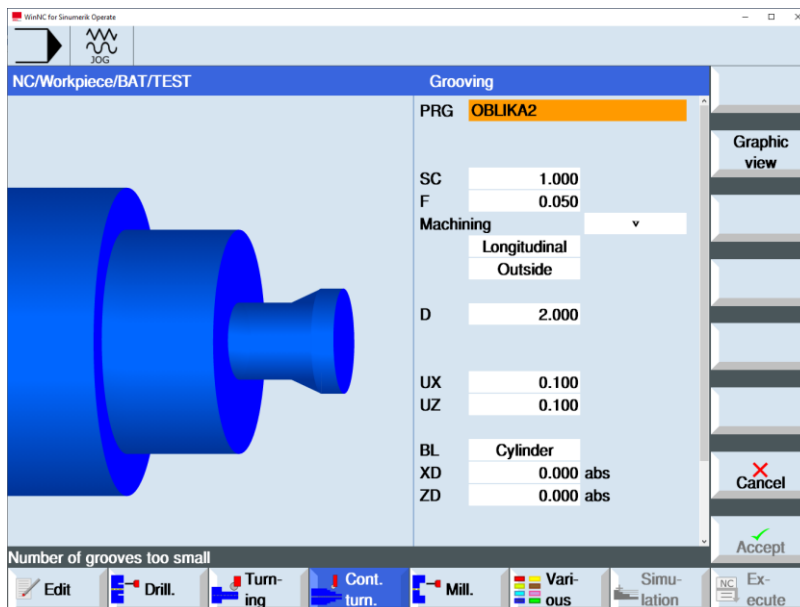 WinNC for Sinumerik Operate
JOG
NC/Workpiece/BAT/TEST
Grooving
PRG OBLIKA2
Graphic
view
SC 1.000
F 0.050
Machining v
Longitudinal
Outside
D 2.000
UX 0.100
UZ 0.100
BL Cylinder
XD 0.000 abs
ZD 0.000 abs
Cancel
Accept
Number of grooves too small
Edit
Drill.
Turn-
ing
Cont.
turn.
Mill.
Vari-
ous
Simu-
lation
NC
Ex-
ecute